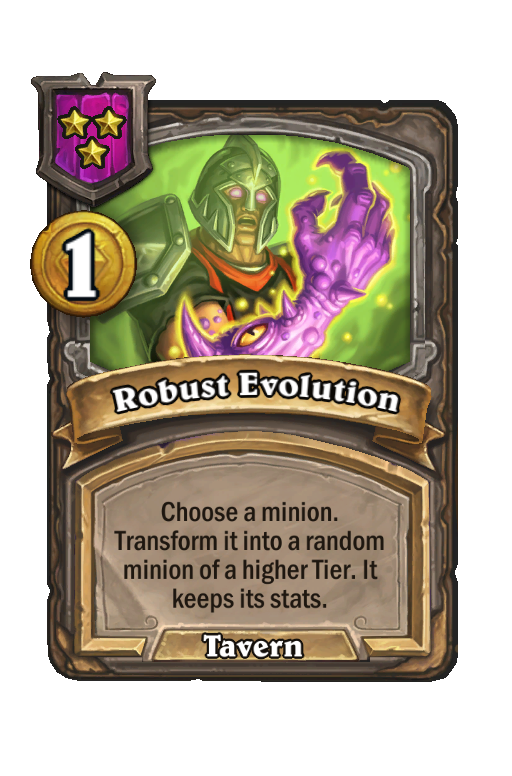 1
Robust Evolution
Choose a minion.
Transform it into a random
minion of a higher Tier. It
keeps its stats.
Tavern